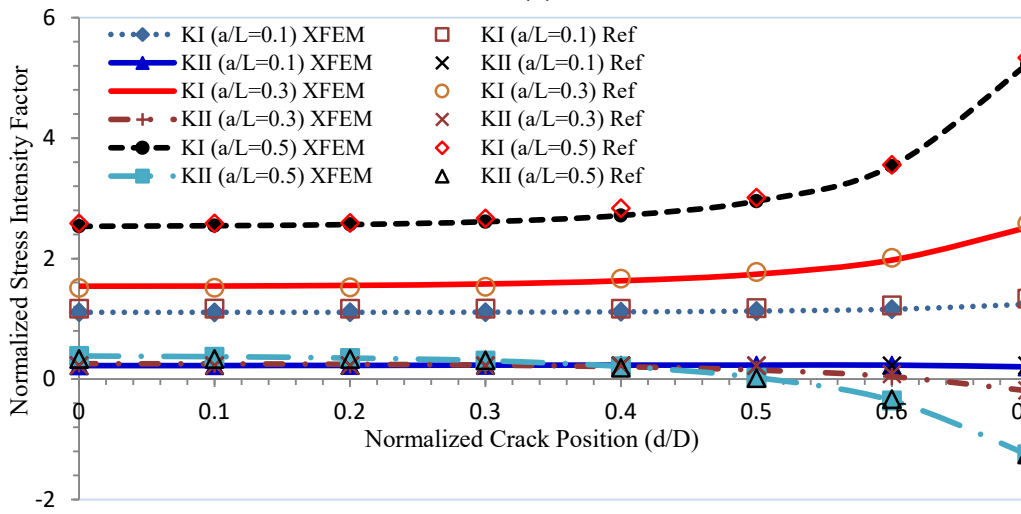 6
4
2
0
-2
Normalized Stress Intensity Factor
KI (a/L=0.1) XFEM
KI (a/L=0.1) Ref
KII (a/L=0.1) XFEM
KII (a/L=0.1) Ref
KI (a/L=0.3) XFEM
KI (a/L=0.3) Ref
KII (a/L=0.3) XFEM
KII (a/L=0.3) Ref
KI (a/L=0.5) XFEM
KI (a/L=0.5) Ref
KII (a/L=0.5) XFEM
KII (a/L=0.5) Ref
0 0.1 0.2 0.3 0.4 0.5 0.6
Normalized Crack Position (d/D)